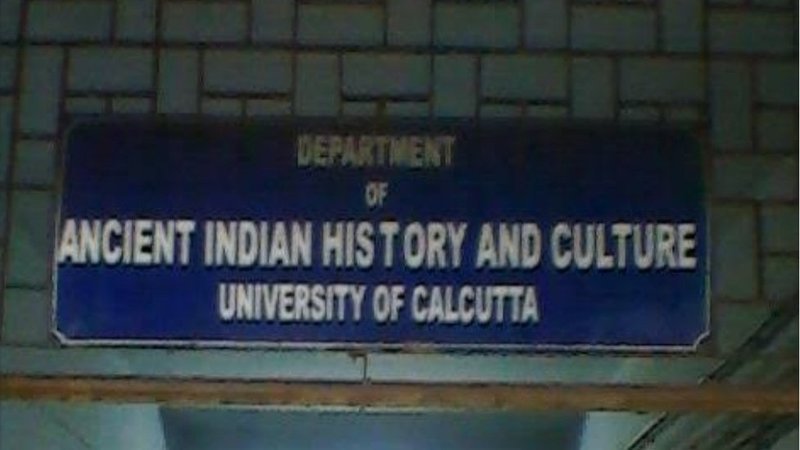 DEPARTMENT
OF
ANCIENT INDIAN HISTORY AND CULTURE
UNIVERSITY OF CALCUTTA